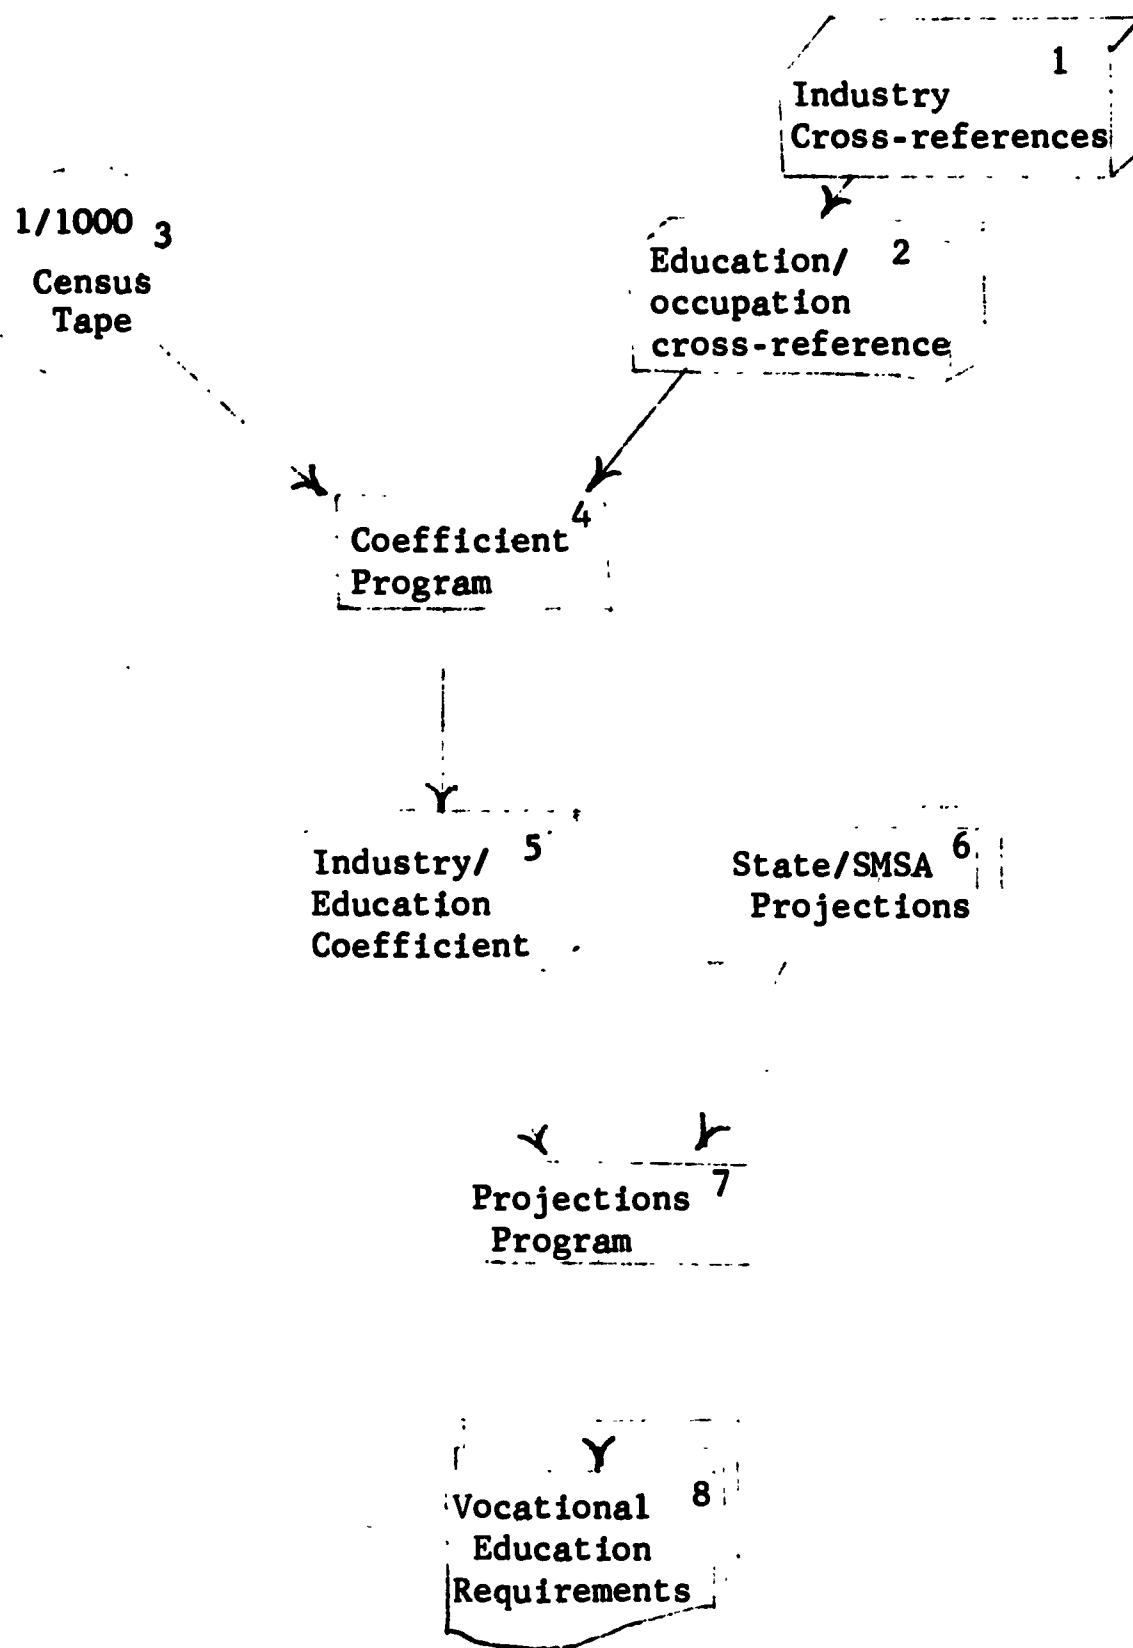 1
Industry
Cross-references
1/1000 3
Census
Tape
Education/ 2
occupation
cross-reference
4
Coefficient
Program
Industry/ 5
Education
Coefficient
State/SMSA 6
Projections
Projections 7
Program
Vocational 8
Education
Requirements